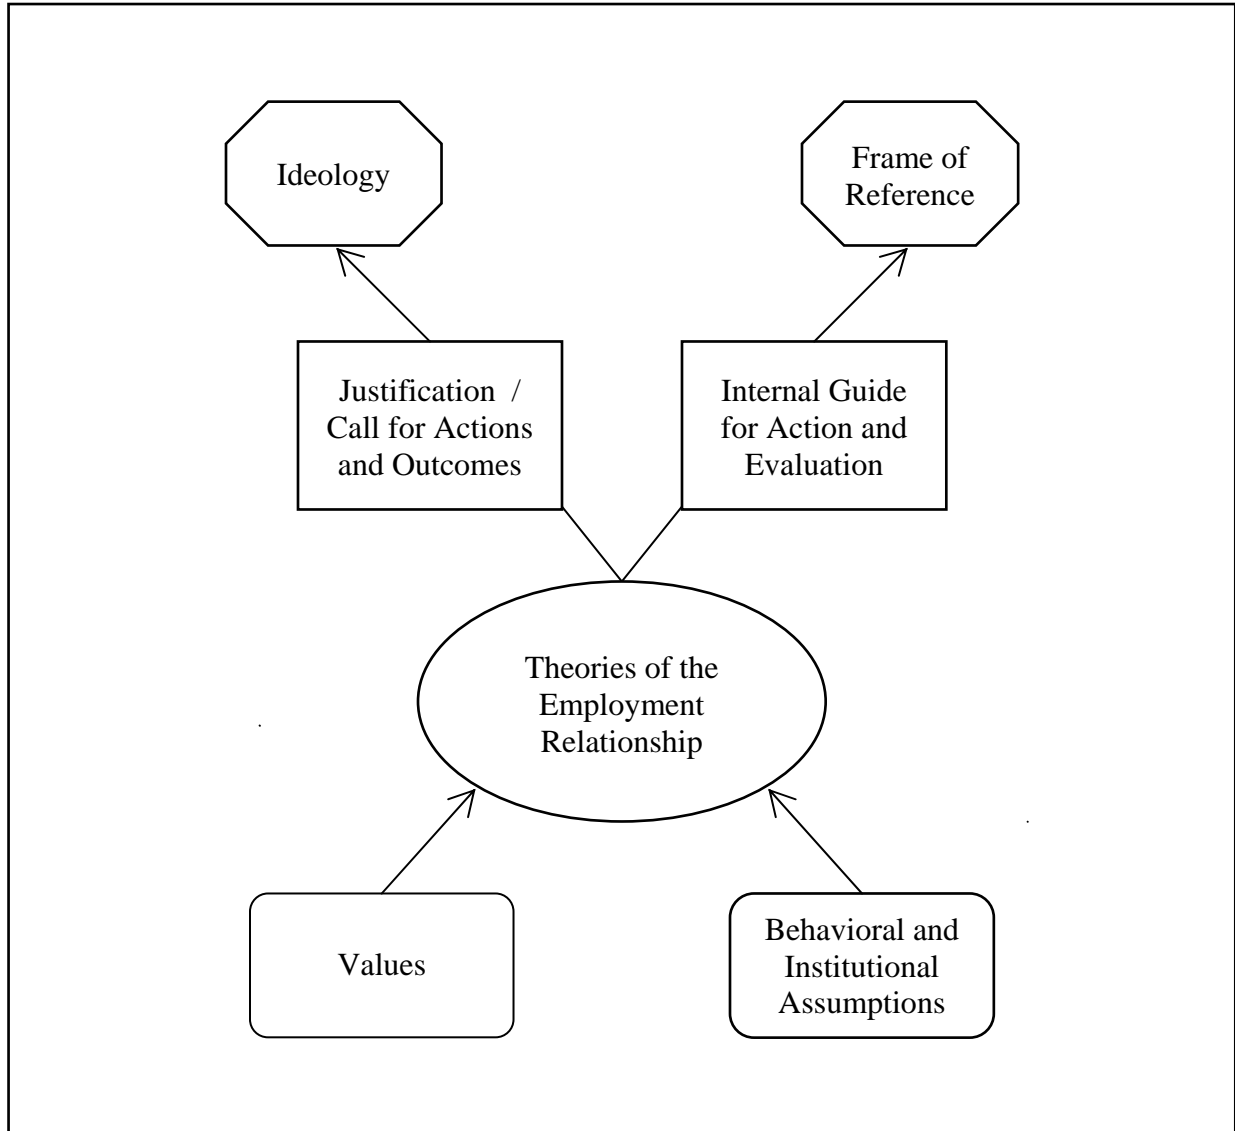 Ideology
Frame of
Reference
Justification /
Call for Actions
and Outcomes
Internal Guide
for Action and
Evaluation
Theories of the
Employment
Relationship
Values
Behavioral and
Institutional
Assumptions